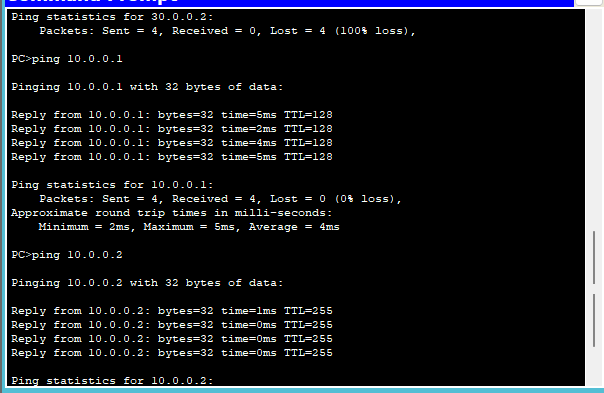 Ping statistics for 30.0.0.2:
Packets: Sent = 4, Received = 0, Lost = 4 (100% loss),
PC>ping 10.0.0.1
Pinging 10.0.0.1 with 32 bytes of data:
Reply from 10.0.0.1: bytes=32 time=5ms TTL=128
Reply from 10.0.0.1: bytes=32 time=2ms TTL=128
Reply from 10.0.0.1: bytes=32 time=4ms TTL=128
Reply from 10.0.0.1: bytes=32 time=5ms TTL=128
Ping statistics for 10.0.0.1:
Packets: Sent = 4, Received = 4, Lost = 0 (0% loss),
Approximate round trip times in milli-seconds:
Minimum = 2ms, Maximum = 5ms, Average = 4ms
PC>ping 10.0.0.2
Pinging 10.0.0.2 with 32 bytes of data:
Reply from 10.0.0.2: bytes=32 time=1ms TTL=255
Reply from 10.0.0.2: bytes=32 time=0ms TTL=255
Reply from 10.0.0.2: bytes=32 time=0ms TTL=255
Reply from 10.0.0.2: bytes=32 time=0ms TTL=255
Ping statistics for 10.0.0.2: